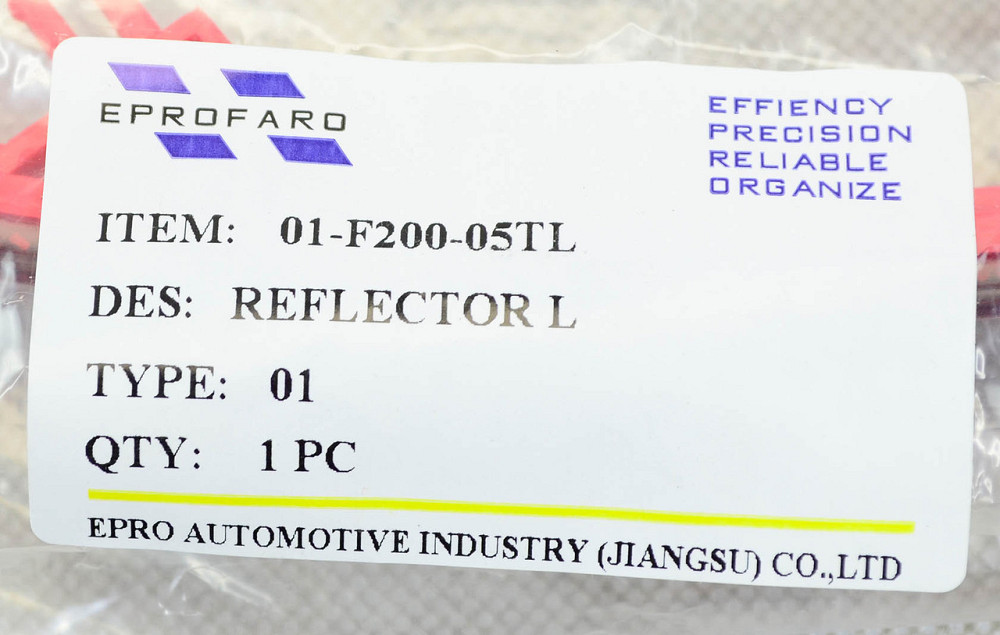 EPROFARO
EFFIENCY
PRECISION
RELIABLE
ORGANIZE
ITEM: 01-F200-05TL
DES: REFLECTOR L
TYPE: 01
QTY: 1 PC
EPRO AUTOMOTIVE INDUSTRY (JIANGSU) CO.,LTD